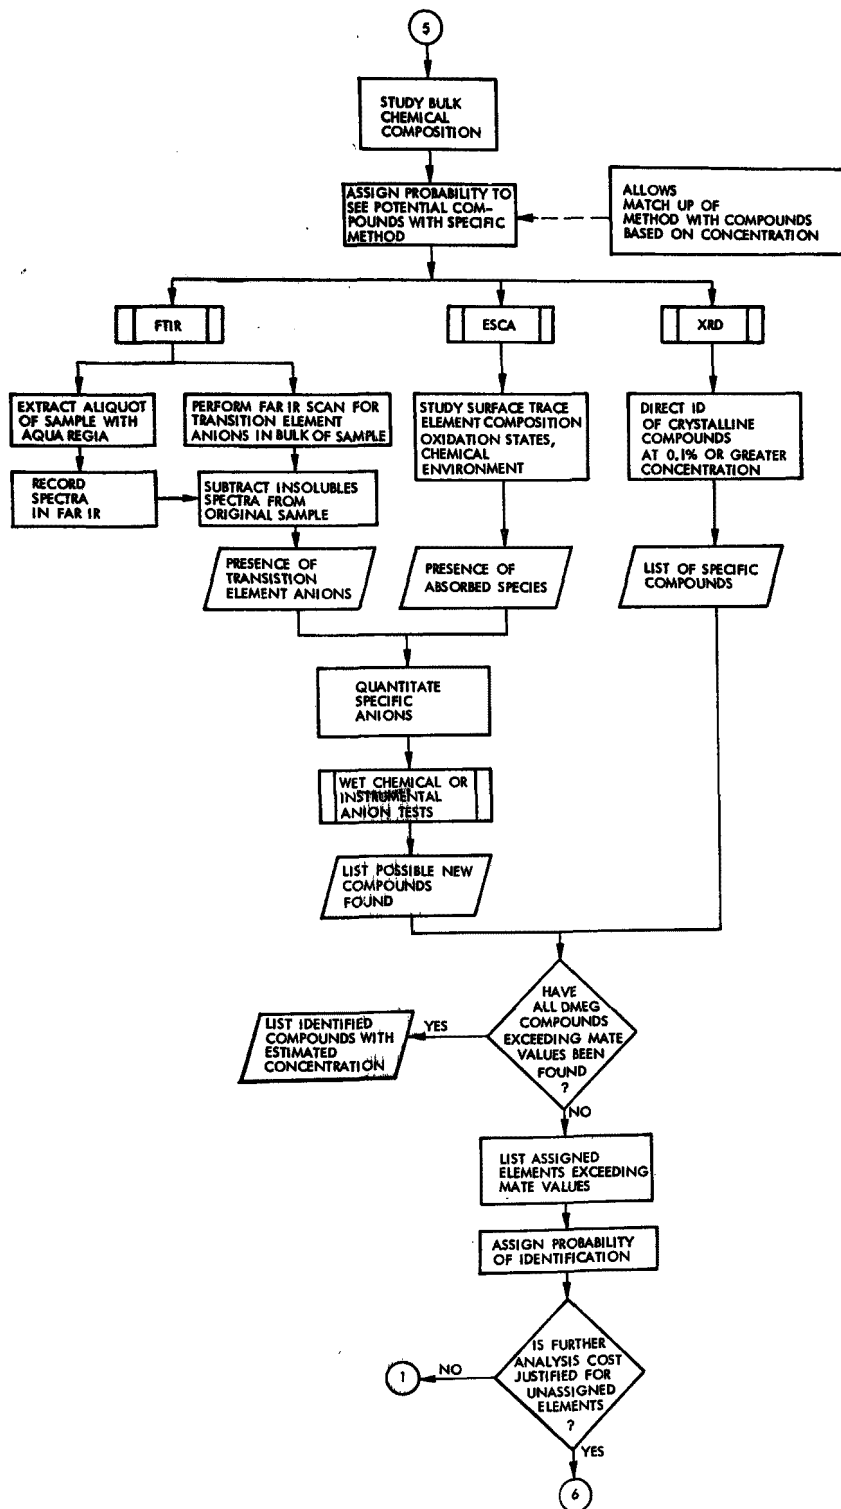 5
STUDY BULK
CHEMICAL
COMPOSITION
ASSIGN PROBABILITY TO
SEE POTENTIAL COM-
POUNDS WITH SPECIFIC
METHOD
ALLOWS
MATCH UP OF
METHOD WITH COMPOUNDS
BASED ON CONCENTRATION
FTIR
ESCA
XRD
EXTRACT ALIQUOT
OF SAMPLE WITH
AQUA REGIA
PERFORM FAR IR SCAN FOR
TRANSITION ELEMENT
ANIONS IN BULK OF SAMPLE
STUDY SURFACE TRACE
ELEMENT COMPOSITION
OXIDATION STATES,
CHEMICAL
ENVIRONMENT
DIRECT ID
OF CRYSTALLINE
COMPOUNDS
AT 0.1% OR GREATER
CONCENTRATION
RECORD
SPECTRA
IN FAR IR
SUBTRACT INSOLUBLES
SPECTRA FROM
ORIGINAL SAMPLE
PRESENCE OF
TRANSISTION
ELEMENT ANIONS
PRESENCE OF
ABSORBED SPECIES
LIST OF SPECIFIC
COMPOUNDS
QUANTITATE
SPECIFIC
ANIONS
WET CHEMICAL OR
INSTRUMENTAL
ANION TESTS
LIST POSSIBLE NEW
COMPOUNDS
FOUND
HAVE
ALL DMEG
COMPOUNDS
EXCEEDING MATE
VALUES BEEN
FOUND
?
YES
LIST IDENTIFIED
COMPOUNDS WITH
ESTIMATED
CONCENTRATION
NO
LIST ASSIGNED
ELEMENTS EXCEEDING
MATE VALUES
ASSIGN PROBABILITY
OF IDENTIFICATION
IS FURTHER
ANALYSIS COST
JUSTIFIED FOR
UNASSIGNED
ELEMENTS
?
NO
1
YES
6